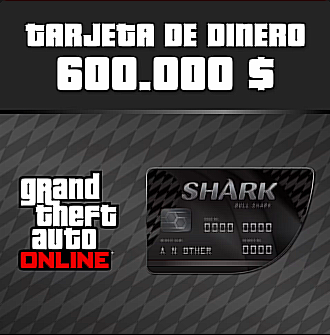 TARJETA DE DINERO
600.000 $
grand
theft
auto
ONLINE
SHARK
BULL SHARK
0000 0000
A N OTHER
0000